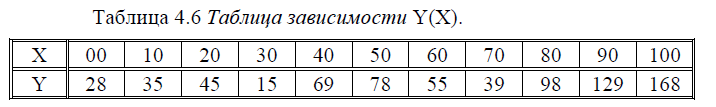 Таблица 4.6 Таблица зависимости Y(X).
X 00 10 20 30 40 50 60 70 80 90 100
Y 28 35 45 15 69 78 55 39 98 129 168